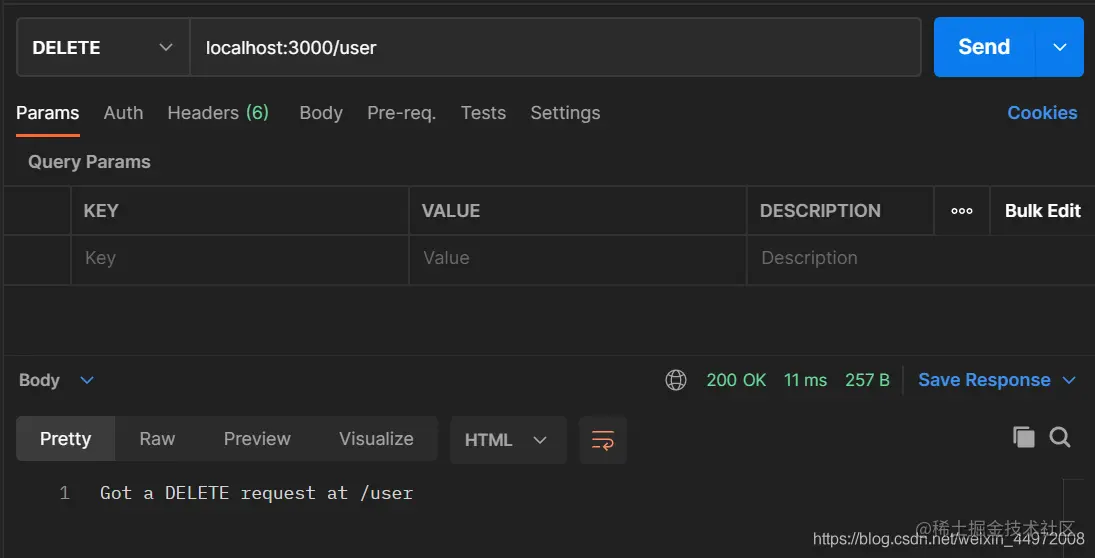 DELETE localhost:3000/user Send
Params Auth Headers (6) Body Pre-req. Tests Settings Cookies
Query Params
KEY VALUE DESCRIPTION ooo Bulk Edit
Key Value Description
Body 200 OK 11 ms 257 B Save Response
Pretty Raw Preview Visualize HTML
1 Got a DELETE request at /user
@稀土掘金技术社区
https://blog.csdn.net/weixin_44972008